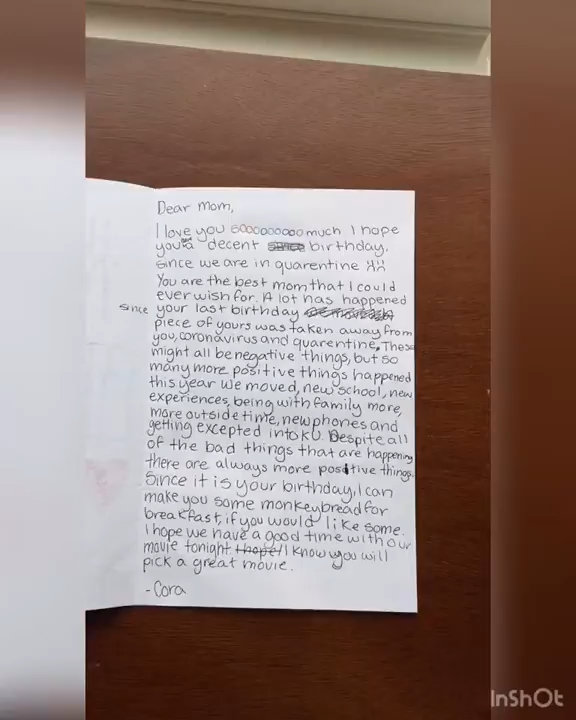 Dear Mom,
I love you sooooooooo much I hope
you had a decent birthday.
since we are in quarentine
You are the best mom that I could
ever wish for. A lot has happened
since your last birthday
piece of yours was taken away from
you, coronavirus and quarentine. These
might all be negative things, but so
many more positive things happened
this year we moved, new school, new
experiences, being with family more,
more outside time, new phones and
getting excepted into KU. Despite all
of the bad things that are happening
there are always more positive things.
Since it is your birthday, I can
make you some monkeybread for
breakfast, if you would like some.
I hope we have a good time with our
movie tonight I hope I know you will
pick a great movie.
-Cora
InShOt